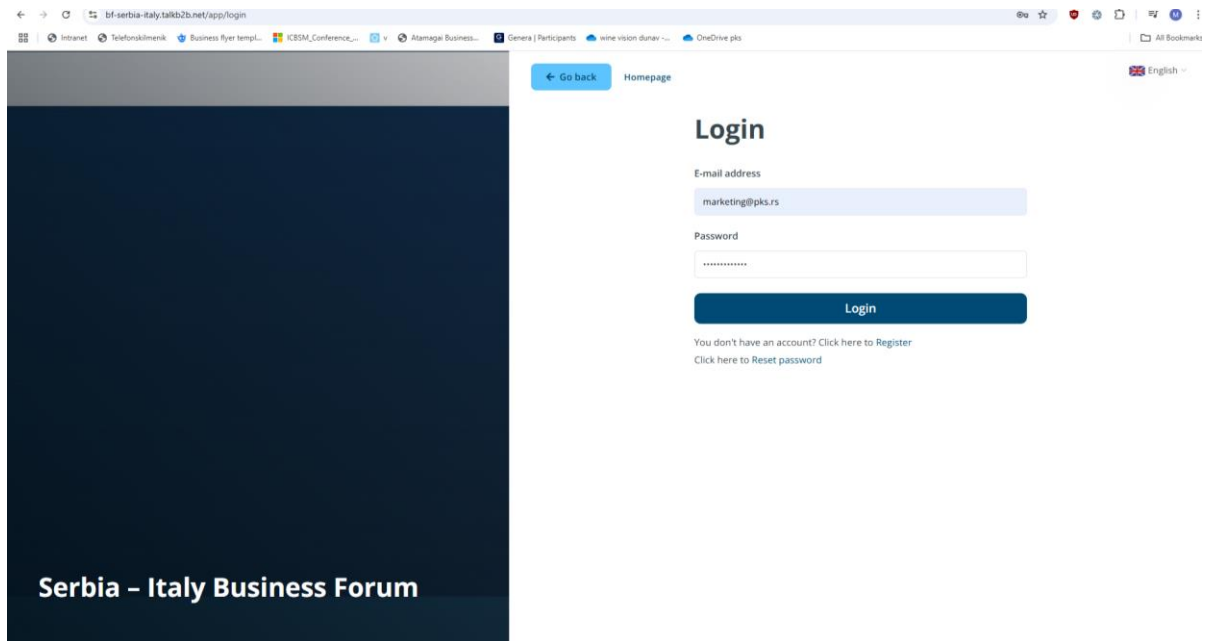 bf-serbia-italy.talkb2b.net/app/login
Intranet Telefonskilmenik Business flyer templ... ICBSM_Conference_... v Atamagai Business... Genera | Participants wine vision dunav -... OneDrive pks All Bookmarks
Go back Homepage English
Login
E-mail address
marketing@pks.rs
Password
Login
You don't have an account? Click here to Register
Click here to Reset password
Serbia – Italy Business Forum